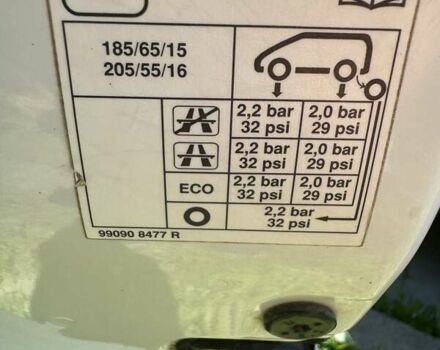 185/65/15
205/55/16
2,2 bar 2,0 bar
32 psi 29 psi
2,2 bar 2,0 bar
32 psi 29 psi
ECO 2,2 bar 2,0 bar
32 psi 29 psi
2,2 bar
32 psi
99090 8477 R